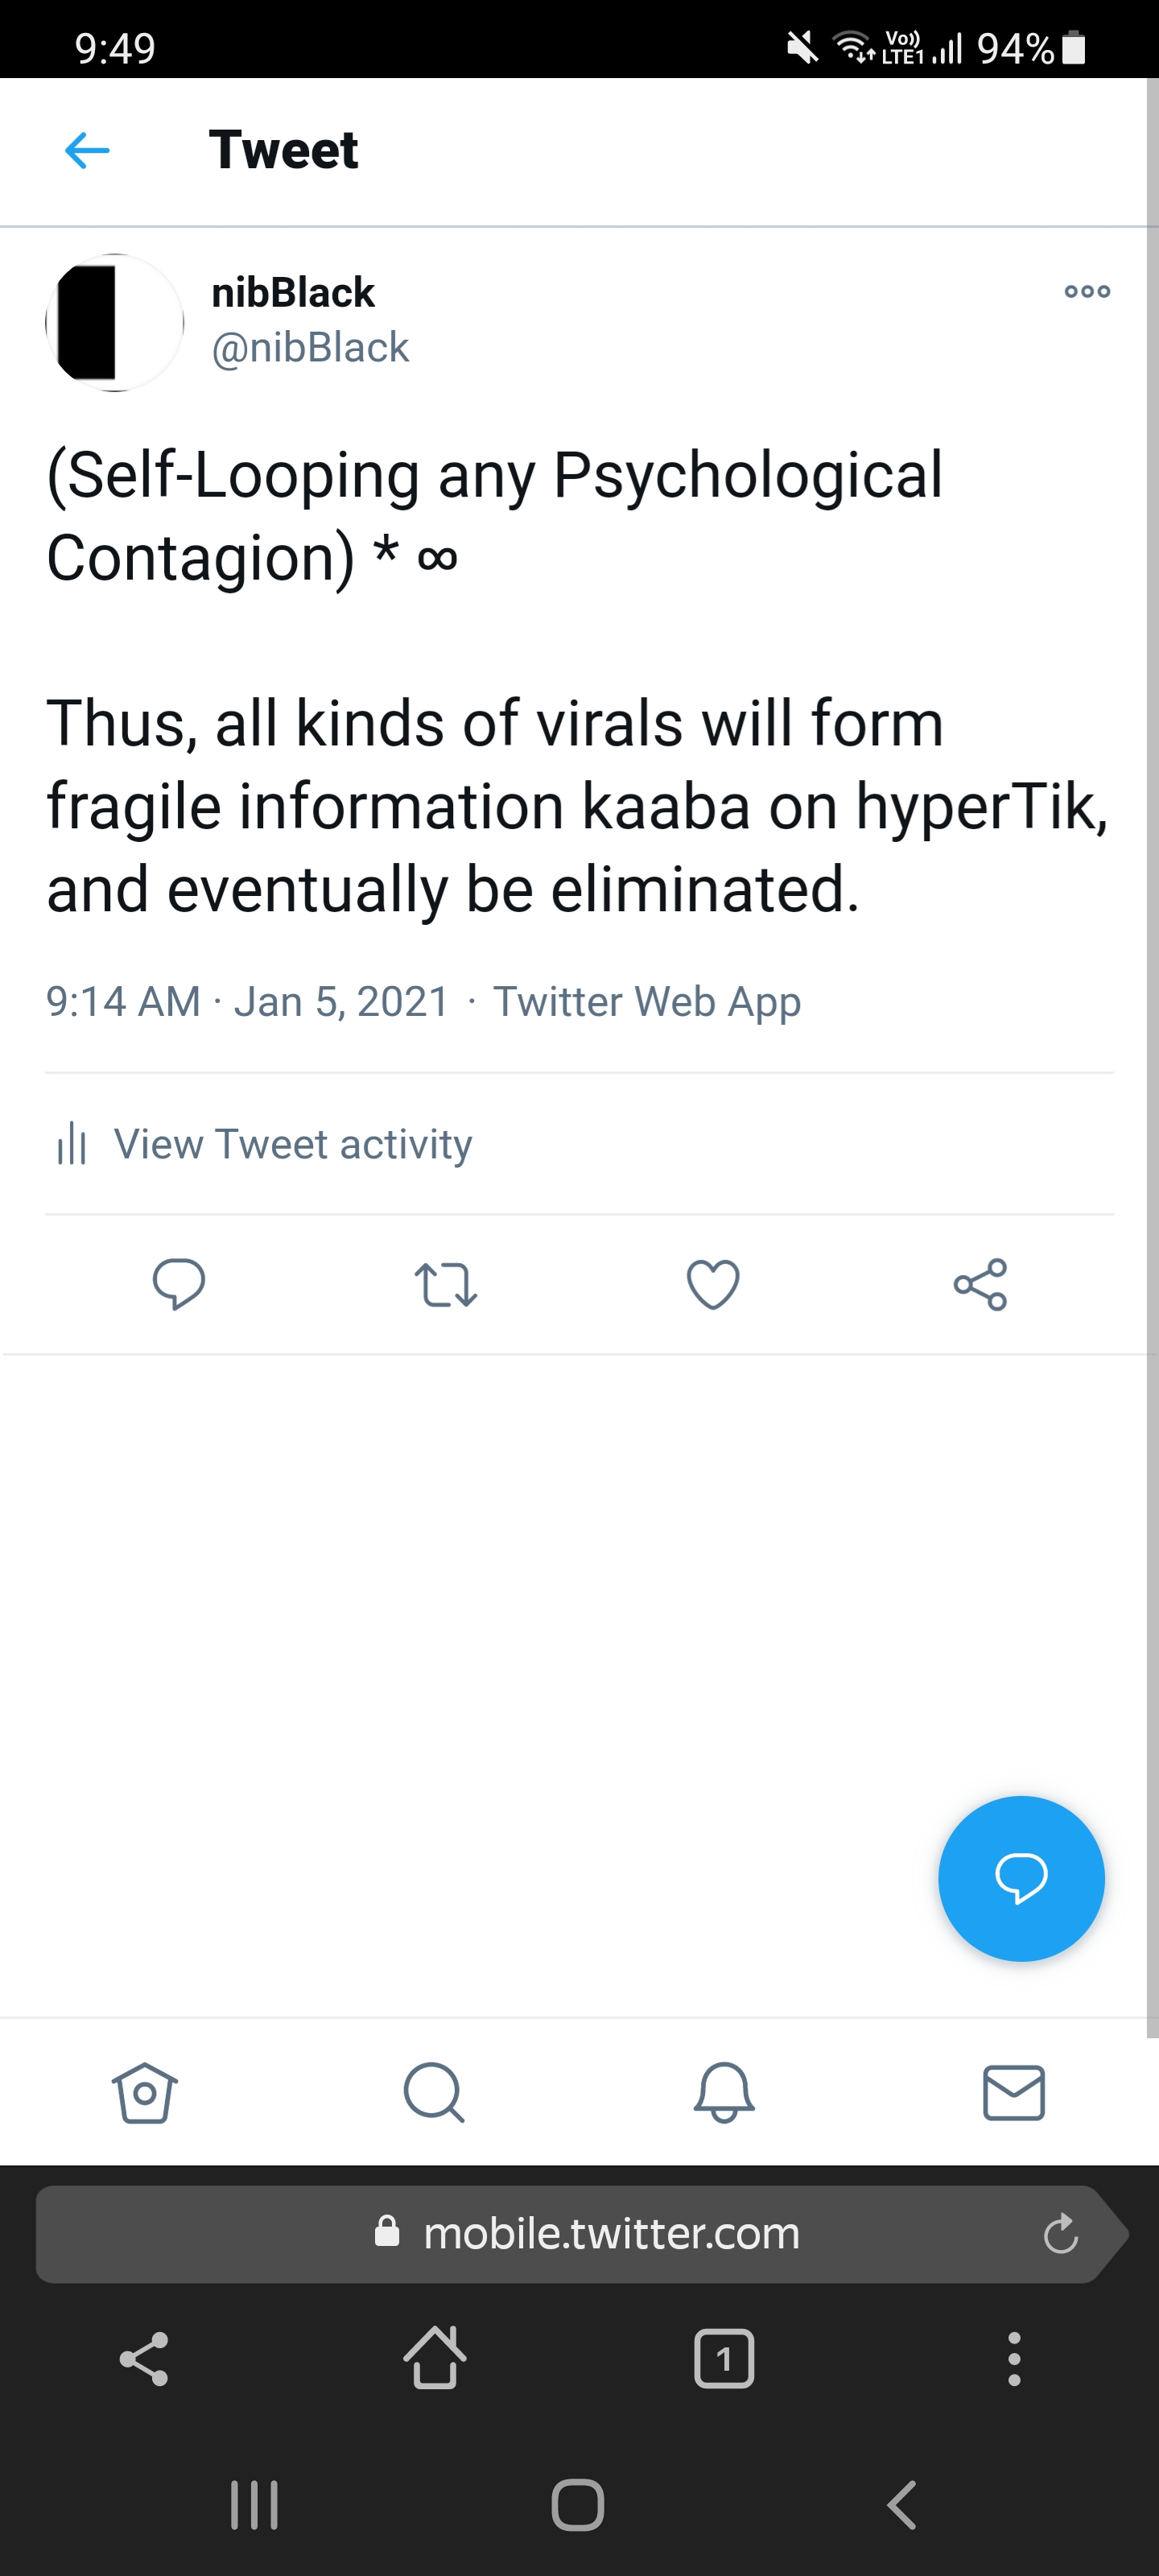 9:49 Vo)) LTE1 94%
Tweet
nibBlack
@nibBlack
(Self-Looping any Psychological
Contagion) * ∞
Thus, all kinds of virals will form
fragile information kaaba on hyperTik,
and eventually be eliminated.
9:14 AM · Jan 5, 2021 · Twitter Web App
View Tweet activity
mobile.twitter.com
1